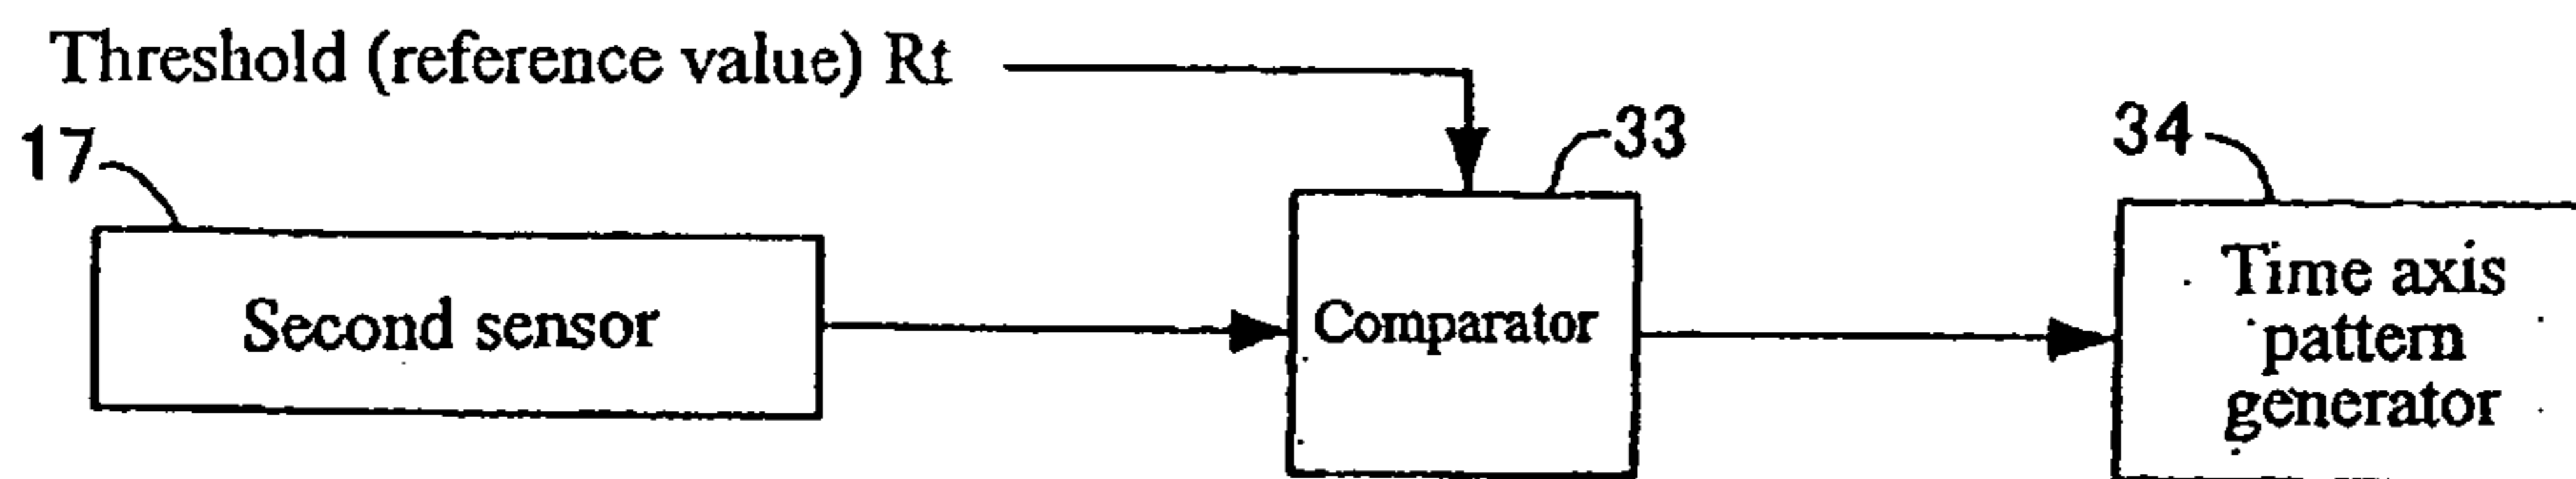 Threshold (reference value) Rt
17
33
34
Second sensor
Comparator
Time axis
pattern
generator